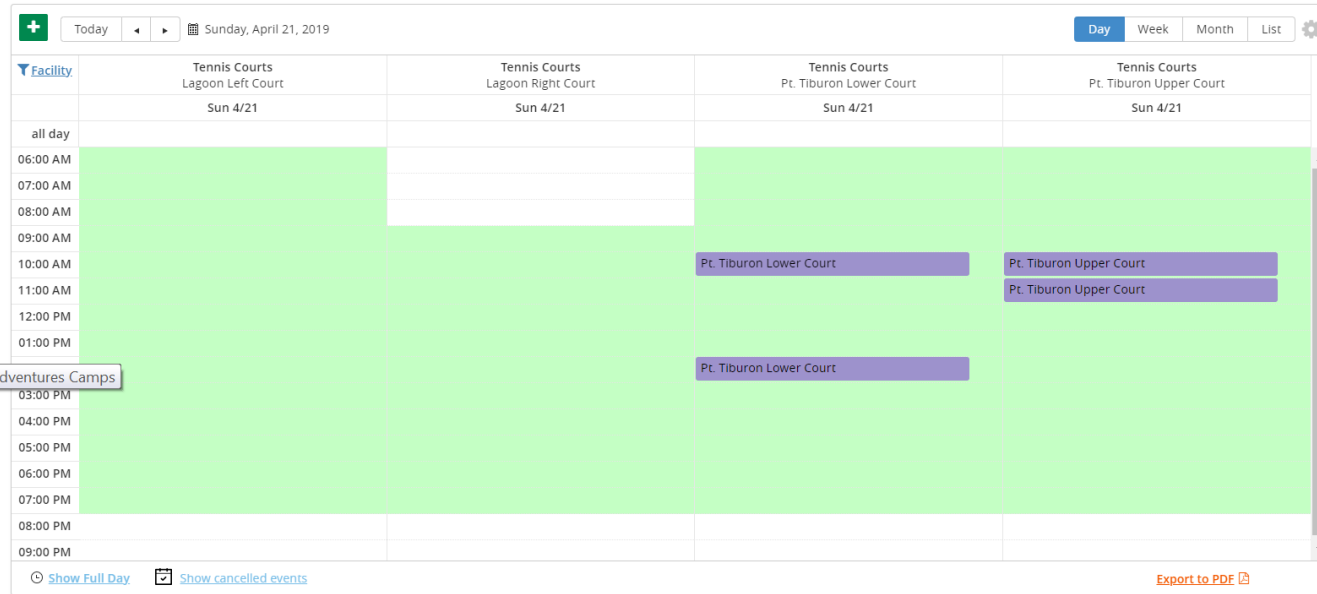 + Today Sunday, April 21, 2019 Day Week Month List
Facility
Tennis Courts Tennis Courts Tennis Courts Tennis Courts
Lagoon Left Court Lagoon Right Court Pt. Tiburon Lower Court Pt. Tiburon Upper Court
Sun 4/21 Sun 4/21 Sun 4/21 Sun 4/21
all day
06:00 AM
07:00 AM
08:00 AM
09:00 AM
10:00 AM Pt. Tiburon Lower Court Pt. Tiburon Upper Court
11:00 AM Pt. Tiburon Upper Court
12:00 PM
01:00 PM
Pt. Tiburon Lower Court
dventures Camps
03:00 PM
04:00 PM
05:00 PM
06:00 PM
07:00 PM
08:00 PM
09:00 PM
Show Full Day Show cancelled events Export to PDF